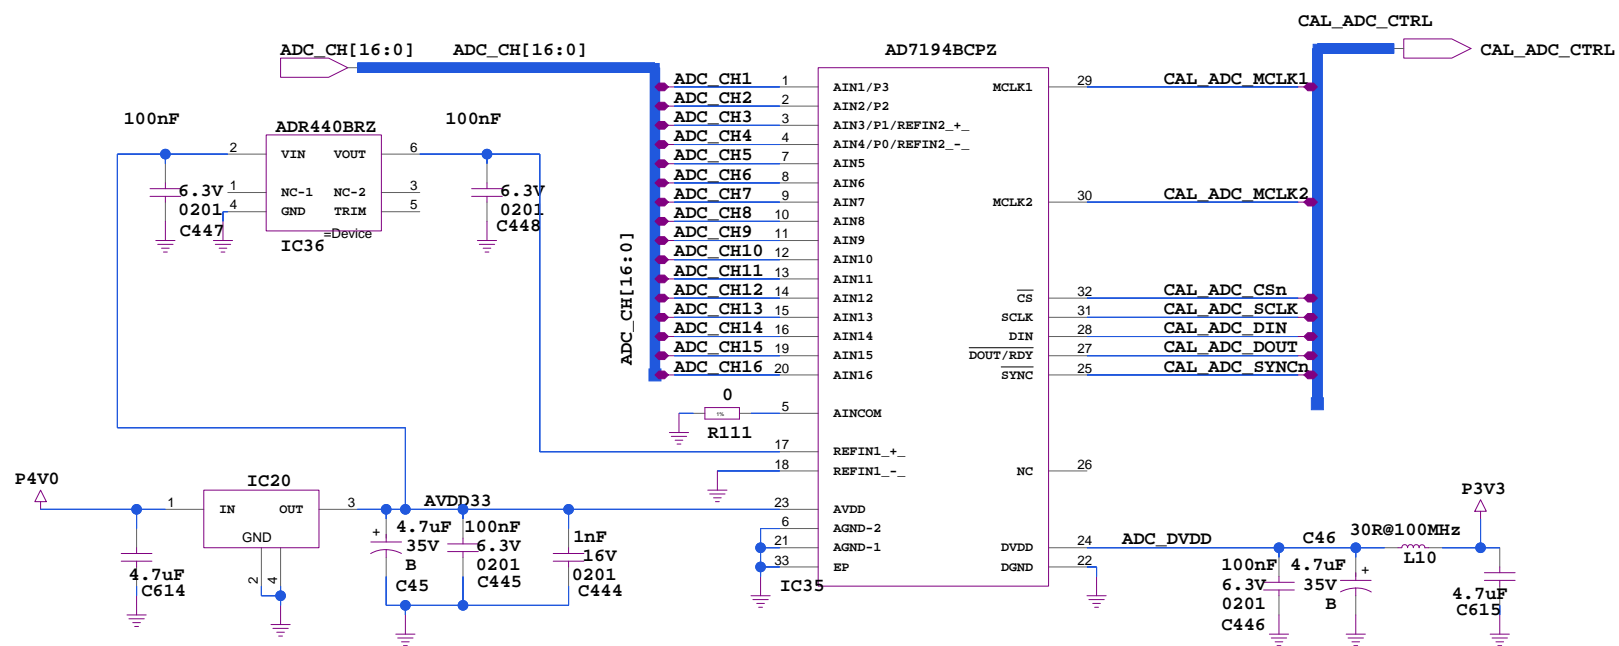 CAL_ADC_CTRL
CAL_ADC_CTRL
ADC_CH[16:0]
ADC_CH[16:0]
ADC_CH[16:0]
AD7194BCPZ
ADC_CH1 1 AIN1/P3 MCLK1 29 CAL_ADC_MCLK1
ADC_CH2 2 AIN2/P2
ADC_CH3 3 AIN3/P1/REFIN2_+_
ADC_CH4 4 AIN4/P0/REFIN2_-_
ADC_CH5 7 AIN5
ADC_CH6 8 AIN6
ADC_CH7 9 AIN7 MCLK2 30 CAL_ADC_MCLK2
ADC_CH8 10 AIN8
ADC_CH9 11 AIN9
ADC_CH10 12 AIN10
ADC_CH11 13 AIN11
ADC_CH12 14 AIN12 CS 32 CAL_ADC_CSn
ADC_CH13 15 AIN13 SCLK 31 CAL_ADC_SCLK
ADC_CH14 16 AIN14 DIN 28 CAL_ADC_DIN
ADC_CH15 19 AIN15 DOUT/RDY 27 CAL_ADC_DOUT
ADC_CH16 20 AIN16 SYNC 25 CAL_ADC_SYNCn
0
1%
R111
5 AINCOM
17 REFIN1_+_
18 REFIN1_-_ NC 26
23 AVDD
6 AGND-2
21 AGND-1 DVDD 24 ADC_DVDD
33 EP DGND 22
IC35
100nF
6.3V
0201
C447
ADR440BRZ
2 VIN VOUT 6
1 NC-1 NC-2 3
4 GND TRIM 5
=Device
IC36
100nF
6.3V
0201
C448
P4V0
4.7uF
C614
IC20
1 IN OUT 3
GND
2 4
AVDD33
+
4.7uF
35V
B
C45
100nF
6.3V
0201
C445
1nF
16V
0201
C444
100nF
6.3V
0201
C446
C46
4.7uF
35V
+
B
30R@100MHz
L10
P3V3
4.7uF
C615